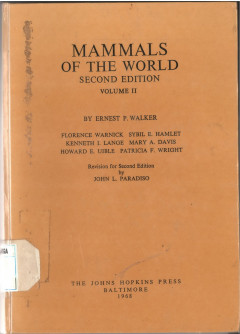 MAMMALS
OF THE WORLD
SECOND EDITION
VOLUME II
BY ERNEST P. WALKER
FLORENCE WARNICK SYBIL E. HAMLET
KENNETH I. LANGE MARY A. DAVIS
HOWARD E. UIBLE PATRICIA F. WRIGHT
Revision for Second Edition
by
JOHN L. PARADISO
THE JOHNS HOPKINS PRESS
BALTIMORE
1968